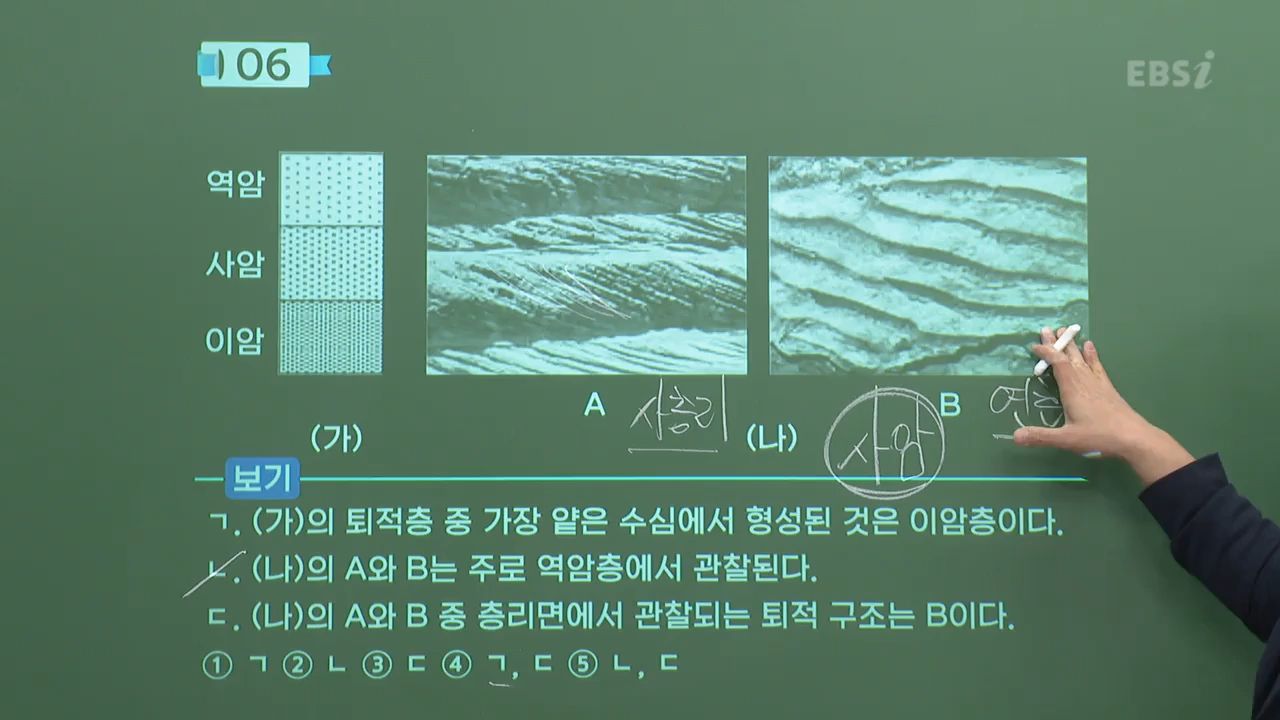 06
EBSi
역암
사암
이암
A 사층리
B 연흔
(가)
(나) 사암
보기
ㄱ. (가)의 퇴적층 중 가장 얕은 수심에서 형성된 것은 이암층이다.
ㄴ. (나)의 A와 B는 주로 역암층에서 관찰된다.
ㄷ. (나)의 A와 B 중 층리면에서 관찰되는 퇴적 구조는 B이다.
① ㄱ ② ㄴ ③ ㄷ ④ ㄱ, ㄷ ⑤ ㄴ, ㄷ